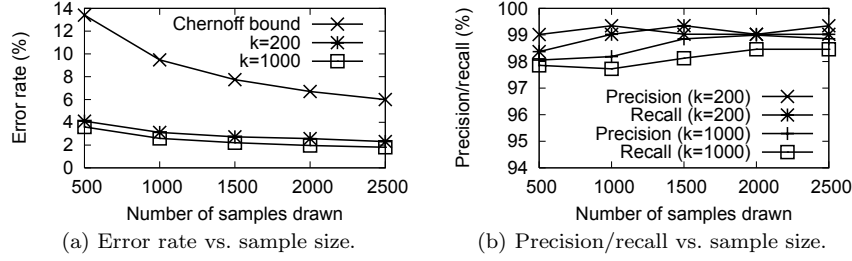 Error rate (%)
14
12
10
8
6
4
2
0
Chernoff bound
k=200
k=1000
500 1000 1500 2000 2500
Number of samples drawn
(a) Error rate vs. sample size.
Precision/recall (%)
100
99
98
97
96
95
94
Precision (k=200)
Recall (k=200)
Precision (k=1000)
Recall (k=1000)
500 1000 1500 2000 2500
Number of samples drawn
(b) Precision/recall vs. sample size.